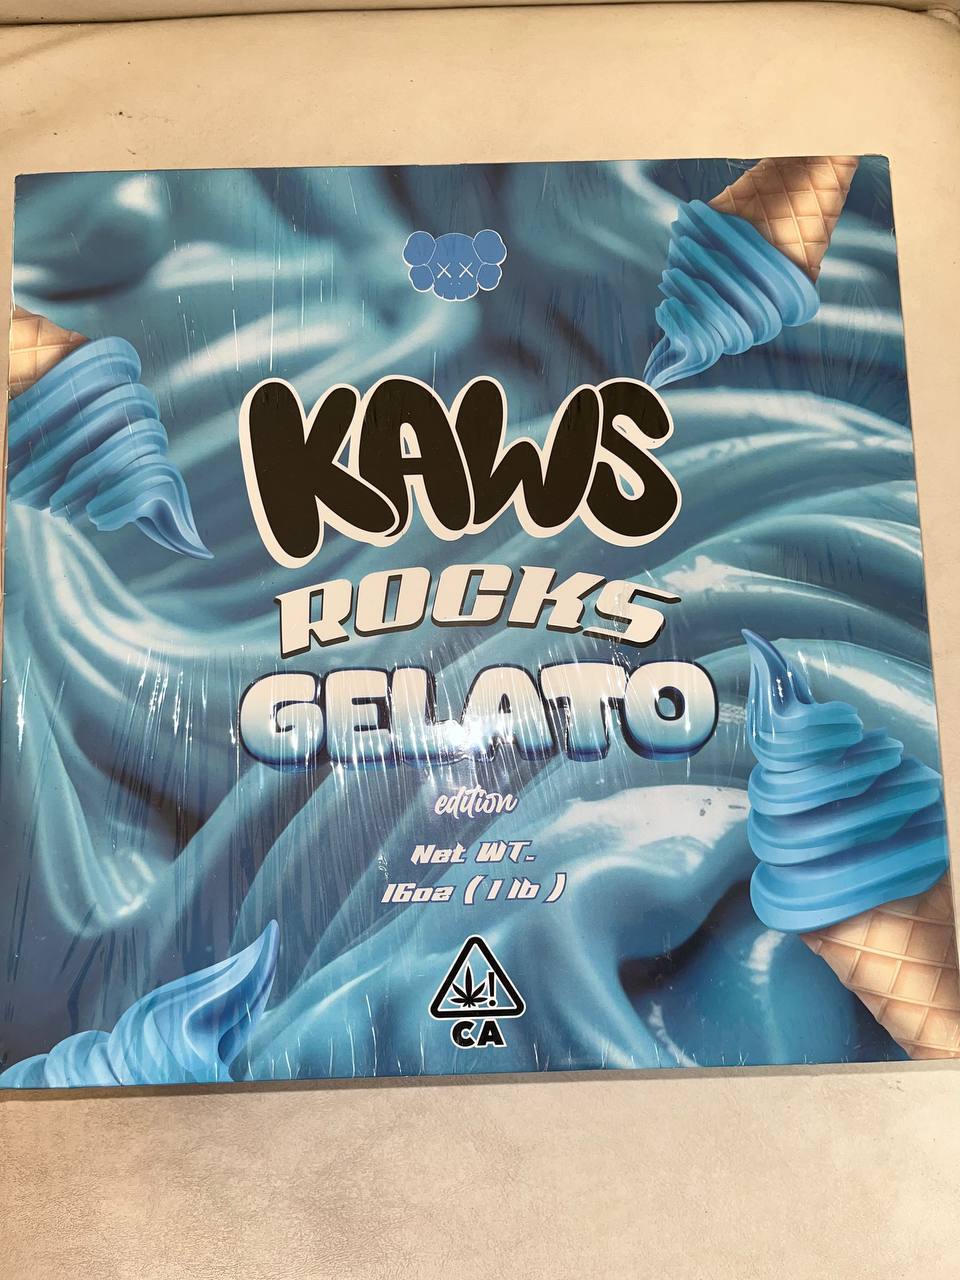 KAWS
ROCKS
GELATO
edition
Net WT.
16oz ( 1 lb )
CA